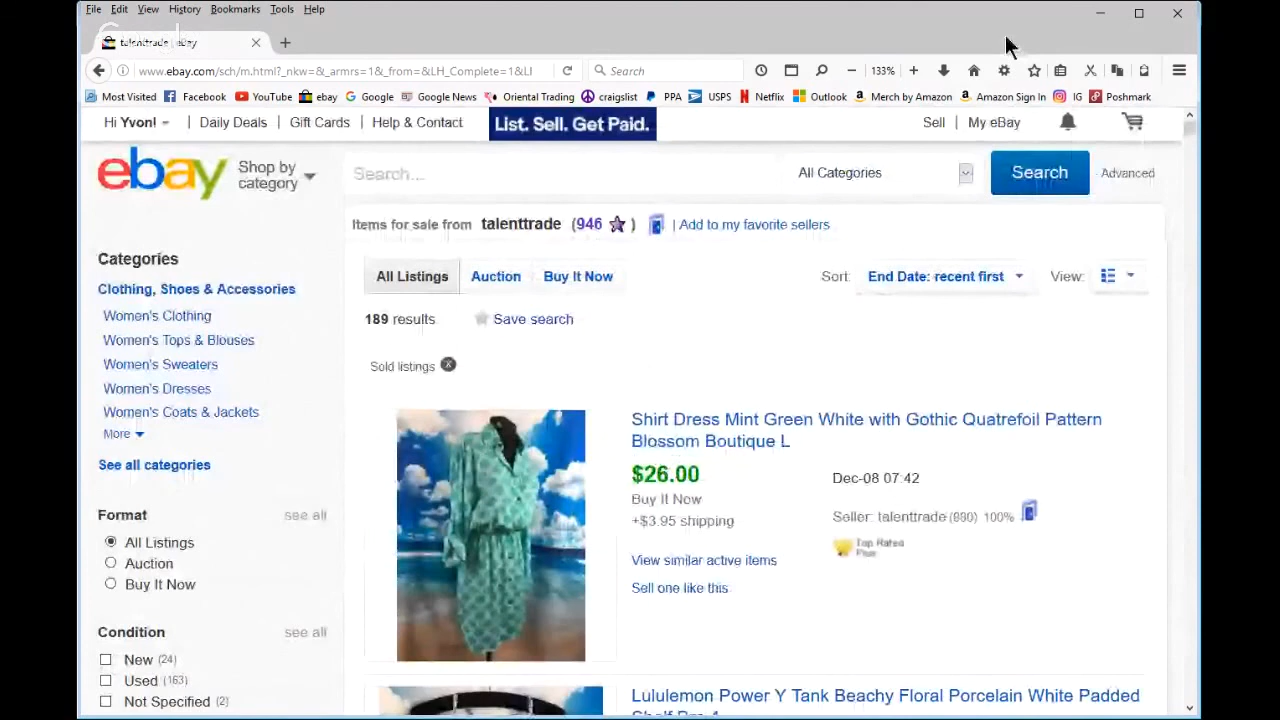 File Edit View History Bookmarks Tools Help
talenttrade | eBay
www.ebay.com/sch/m.html?_nkw=&_armrs=1&_from=&LH_Complete=1&LI Search 133%
Most Visited Facebook YouTube ebay Google Google News Oriental Trading craigslist PPA USPS Netflix Outlook Merch by Amazon Amazon Sign In IG Poshmark
Hi Yvon! Daily Deals Gift Cards Help & Contact List. Sell. Get Paid. Sell My eBay
ebay Shop by category Search... All Categories Search Advanced
Items for sale from talenttrade (946 ) | Add to my favorite sellers
Categories
Clothing, Shoes & Accessories
Women's Clothing
Women's Tops & Blouses
Women's Sweaters
Women's Dresses
Women's Coats & Jackets
More
See all categories
Format see all
All Listings
Auction
Buy It Now
Condition see all
New (24)
Used (163)
Not Specified (2)
All Listings Auction Buy It Now Sort: End Date: recent first View:
189 results Save search
Sold listings X
Shirt Dress Mint Green White with Gothic Quatrefoil Pattern
Blossom Boutique L
$26.00
Buy It Now
+$3.95 shipping
View similar active items
Sell one like this
Dec-08 07:42
Seller: talenttrade (880) 100%
Top Rated
Plus
Lululemon Power Y Tank Beachy Floral Porcelain White Padded